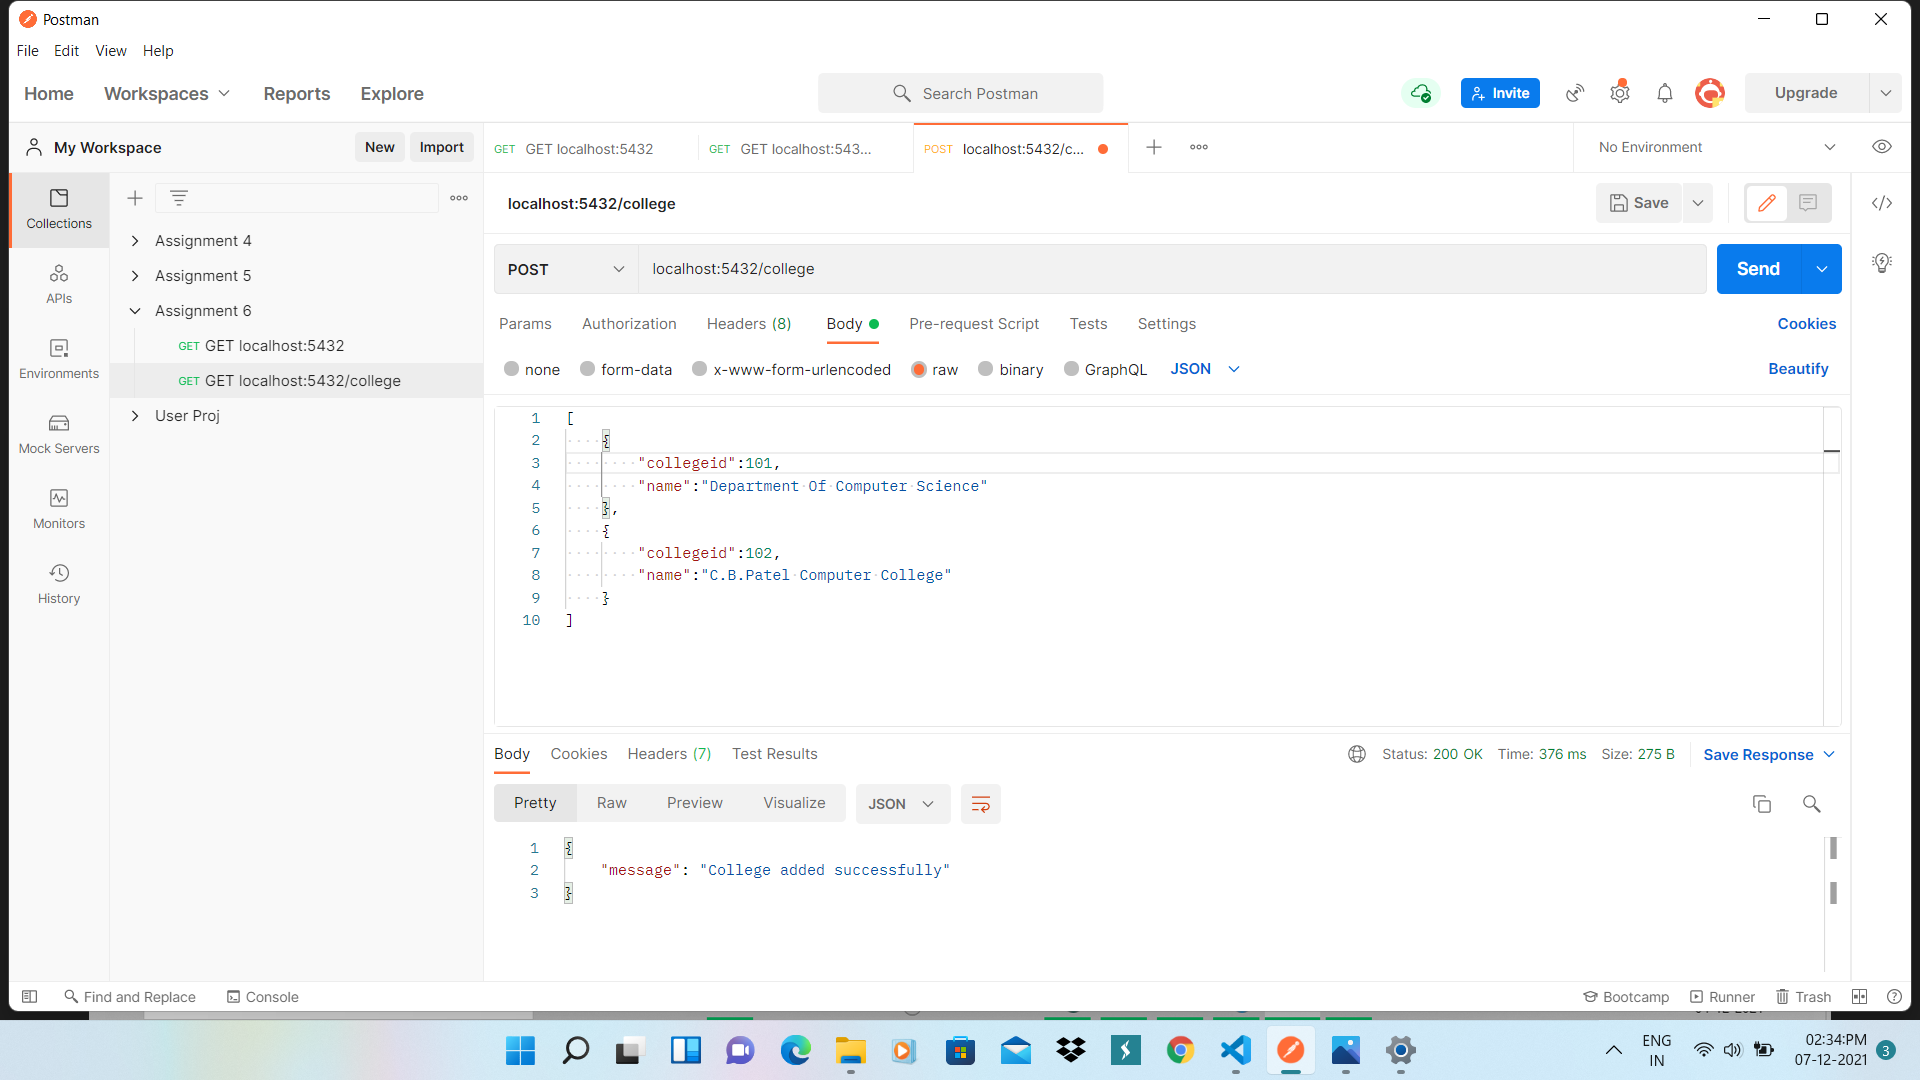 Postman
File Edit View Help
Home Workspaces Reports Explore
Search Postman
Invite
Upgrade
My Workspace New Import
GET GET localhost:5432
GET GET localhost:543...
POST localhost:5432/c...
No Environment
Collections
APIs
Environments
Mock Servers
Monitors
History
Assignment 4
Assignment 5
Assignment 6
GET GET localhost:5432
GET GET localhost:5432/college
User Proj
localhost:5432/college
Save
POST localhost:5432/college
Send
Params Authorization Headers (8) Body Pre-request Script Tests Settings Cookies
none form-data x-www-form-urlencoded raw binary GraphQL JSON Beautify
1 [
2 {
3 "collegeid":101,
4 "name":"Department Of Computer Science"
5 },
6 {
7 "collegeid":102,
8 "name":"C.B.Patel Computer College"
9 }
10 ]
Body Cookies Headers (7) Test Results
Status: 200 OK Time: 376 ms Size: 275 B Save Response
Pretty Raw Preview Visualize JSON
1 {
2 "message": "College added successfully"
3 }
Find and Replace Console
Bootcamp Runner Trash
ENG
IN
02:34:PM
07-12-2021
3